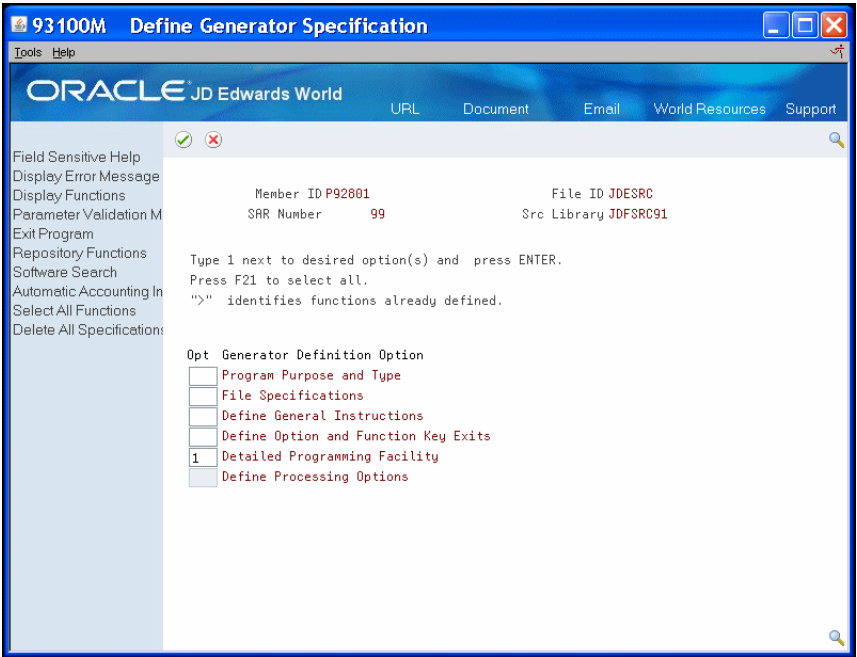 93100M Define Generator Specification
Tools Help
ORACLE JD Edwards World
URL Document Email World Resources Support
Field Sensitive Help
Display Error Message
Display Functions
Parameter Validation M
Exit Program
Repository Functions
Software Search
Automatic Accounting In
Select All Functions
Delete All Specifications
Member ID P92801 File ID JDESRC
SAR Number 99 Src Library JDFSRC91
Type 1 next to desired option(s) and press ENTER.
Press F21 to select all.
">" identifies functions already defined.
Opt Generator Definition Option
Program Purpose and Type
File Specifications
Define General Instructions
Define Option and Function Key Exits
1 Detailed Programming Facility
Define Processing Options